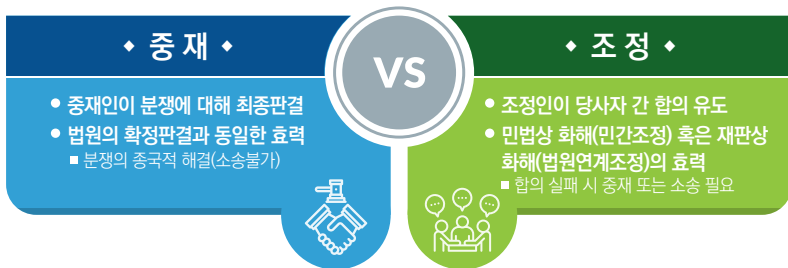 ◆ 중 재 ◆
VS
◆ 조 정 ◆
● 중재인이 분쟁에 대해 최종판결
● 법원의 확정판결과 동일한 효력
■ 분쟁의 종국적 해결(소송불가)
● 조정인이 당사자 간 합의 유도
● 민법상 화해(민간조정) 혹은 재판상
화해(법원연계조정)의 효력
■ 합의 실패 시 중재 또는 소송 필요